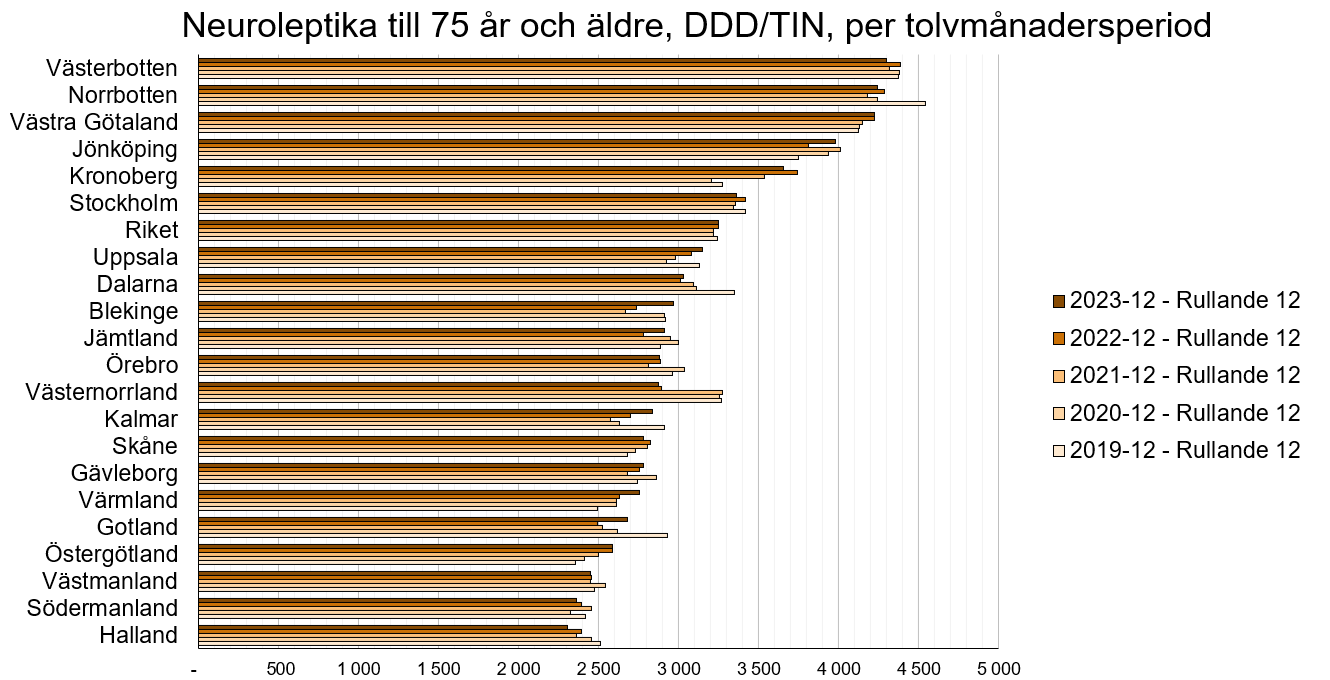 Neuroleptika till 75 år och äldre, DDD/TIN, per tolvmånadersperiod
Västerbotten
Norrbotten
Västra Götaland
Jönköping
Kronoberg
Stockholm
Riket
Uppsala
Dalarna
Blekinge
Jämtland
Örebro
Västernorrland
Kalmar
Skåne
Gävleborg
Värmland
Gotland
Östergötland
Västmanland
Södermanland
Halland
- 500 1 000 1 500 2 000 2 500 3 000 3 500 4 000 4 500 5 000
2023-12 - Rullande 12
2022-12 - Rullande 12
2021-12 - Rullande 12
2020-12 - Rullande 12
2019-12 - Rullande 12